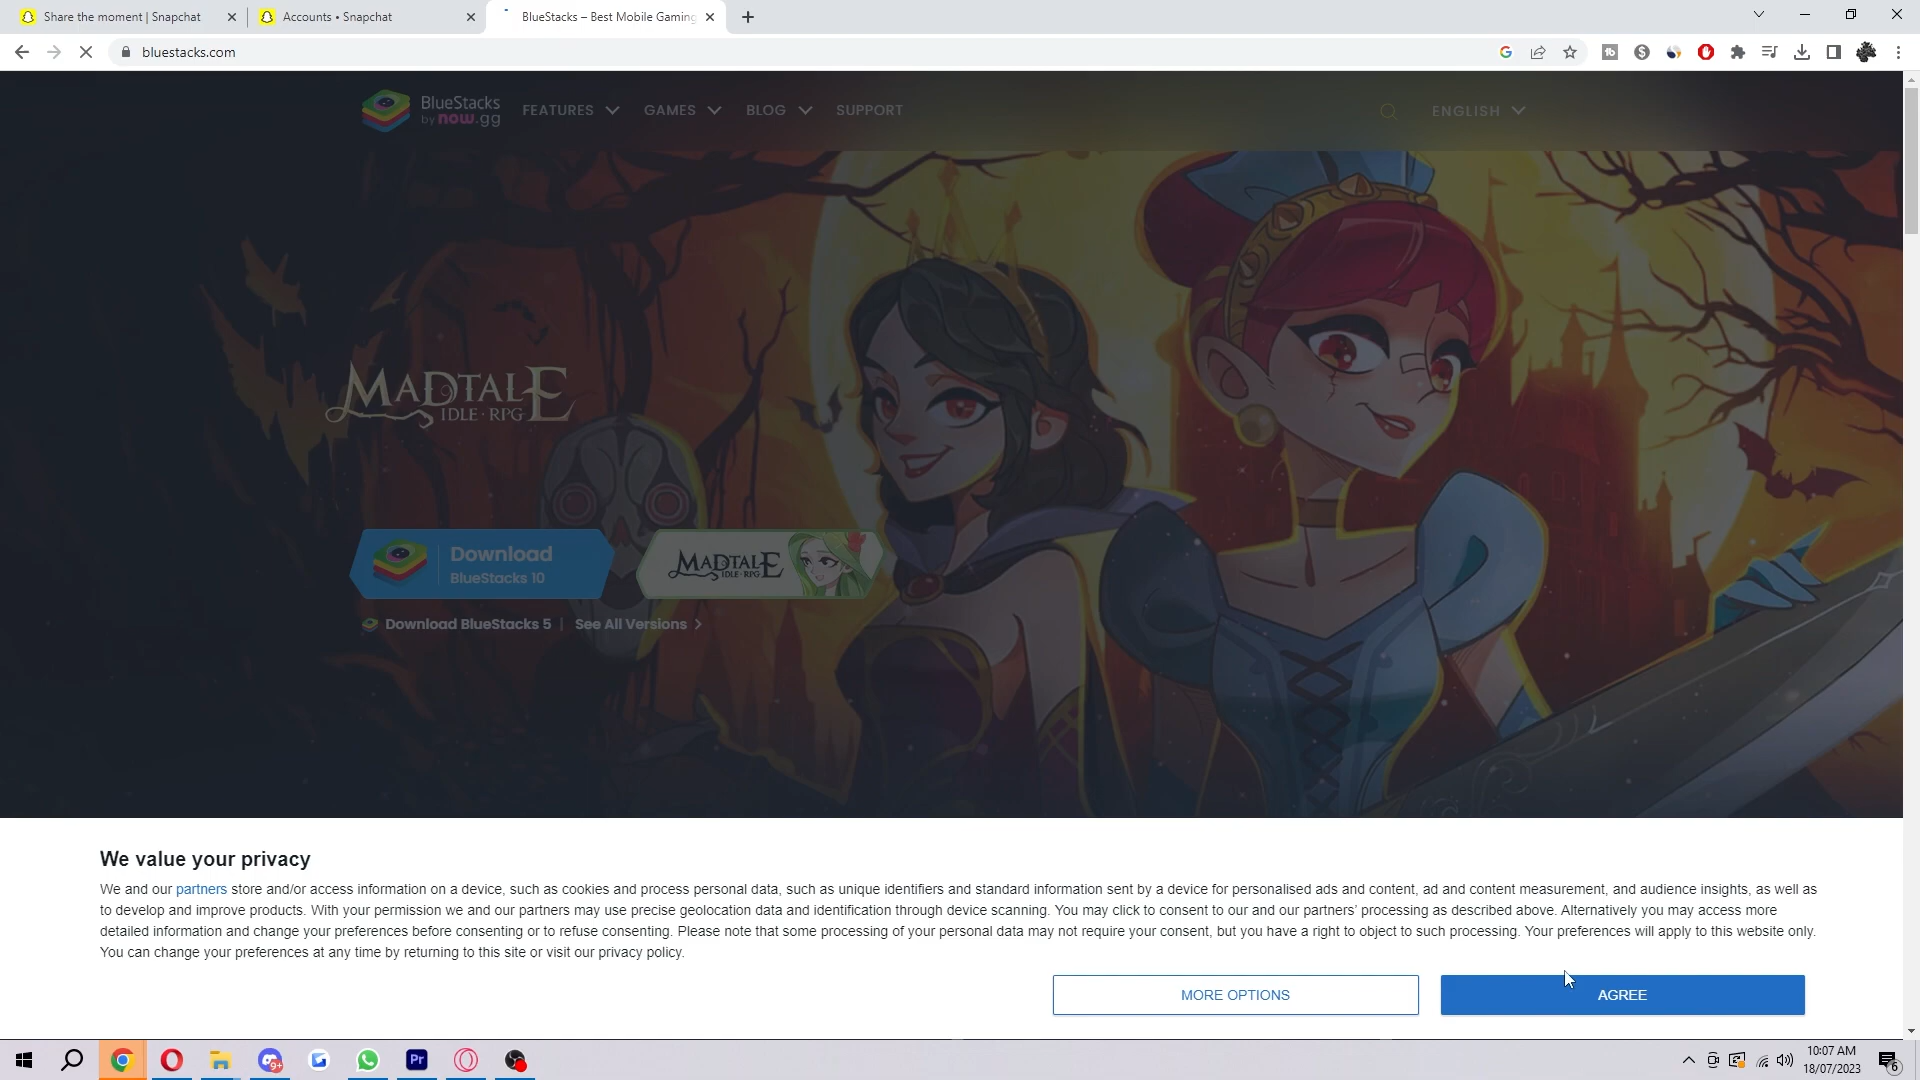 Share the moment | Snapchat
Accounts • Snapchat
BlueStacks – Best Mobile Gaming
bluestacks.com
BlueStacks
by now.gg
FEATURES
GAMES
BLOG
SUPPORT
ENGLISH
MADTALE
IDLE·RPG
Download
BlueStacks 10
MADTALE
IDLE·RPG
Download BlueStacks 5 | See All Versions
We value your privacy
We and our partners store and/or access information on a device, such as cookies and process personal data, such as unique identifiers and standard information sent by a device for personalised ads and content, ad and content measurement, and audience insights, as well as
to develop and improve products. With your permission we and our partners may use precise geolocation data and identification through device scanning. You may click to consent to our and our partners' processing as described above. Alternatively you may access more
detailed information and change your preferences before consenting or to refuse consenting. Please note that some processing of your personal data may not require your consent, but you have a right to object to such processing. Your preferences will apply to this website only.
You can change your preferences at any time by returning to this site or visit our privacy policy.
MORE OPTIONS
AGREE
9+
Pr
10:07 AM
18/07/2023
6